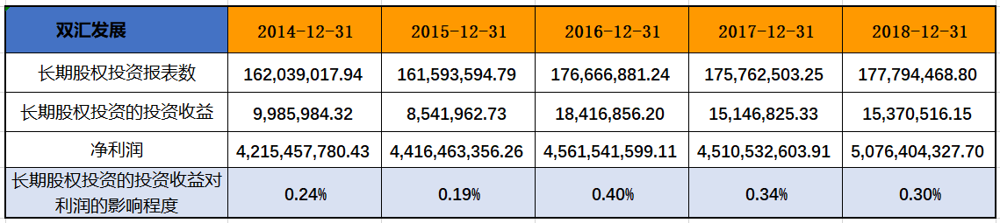 双汇发展 2014-12-31 2015-12-31 2016-12-31 2017-12-31 2018-12-31
长期股权投资报表数 162,039,017.94 161,593,594.79 176,666,881.24 175,762,503.25 177,794,468.80
长期股权投资的投资收益 9,985,984.32 8,541,962.73 18,416,856.20 15,146,825.33 15,370,516.15
净利润 4,215,457,780.43 4,416,463,356.26 4,561,541,599.11 4,510,532,603.91 5,076,404,327.70
长期股权投资的投资收益对
利润的影响程度 0.24% 0.19% 0.40% 0.34% 0.30%